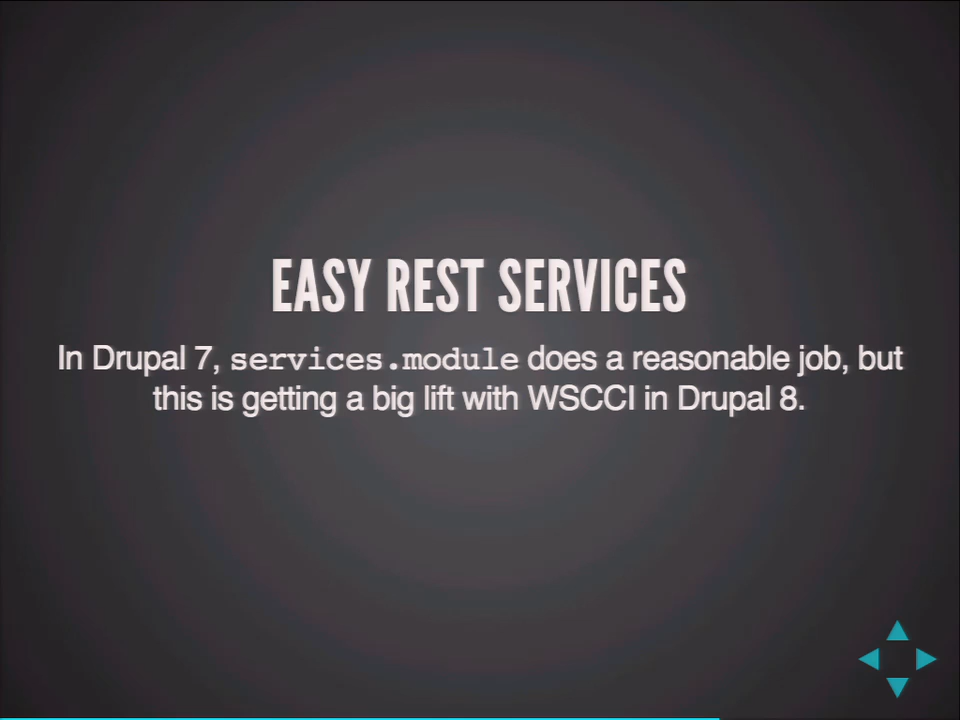 EASY REST SERVICES
In Drupal 7, services.module does a reasonable job, but
this is getting a big lift with WSCCI in Drupal 8.